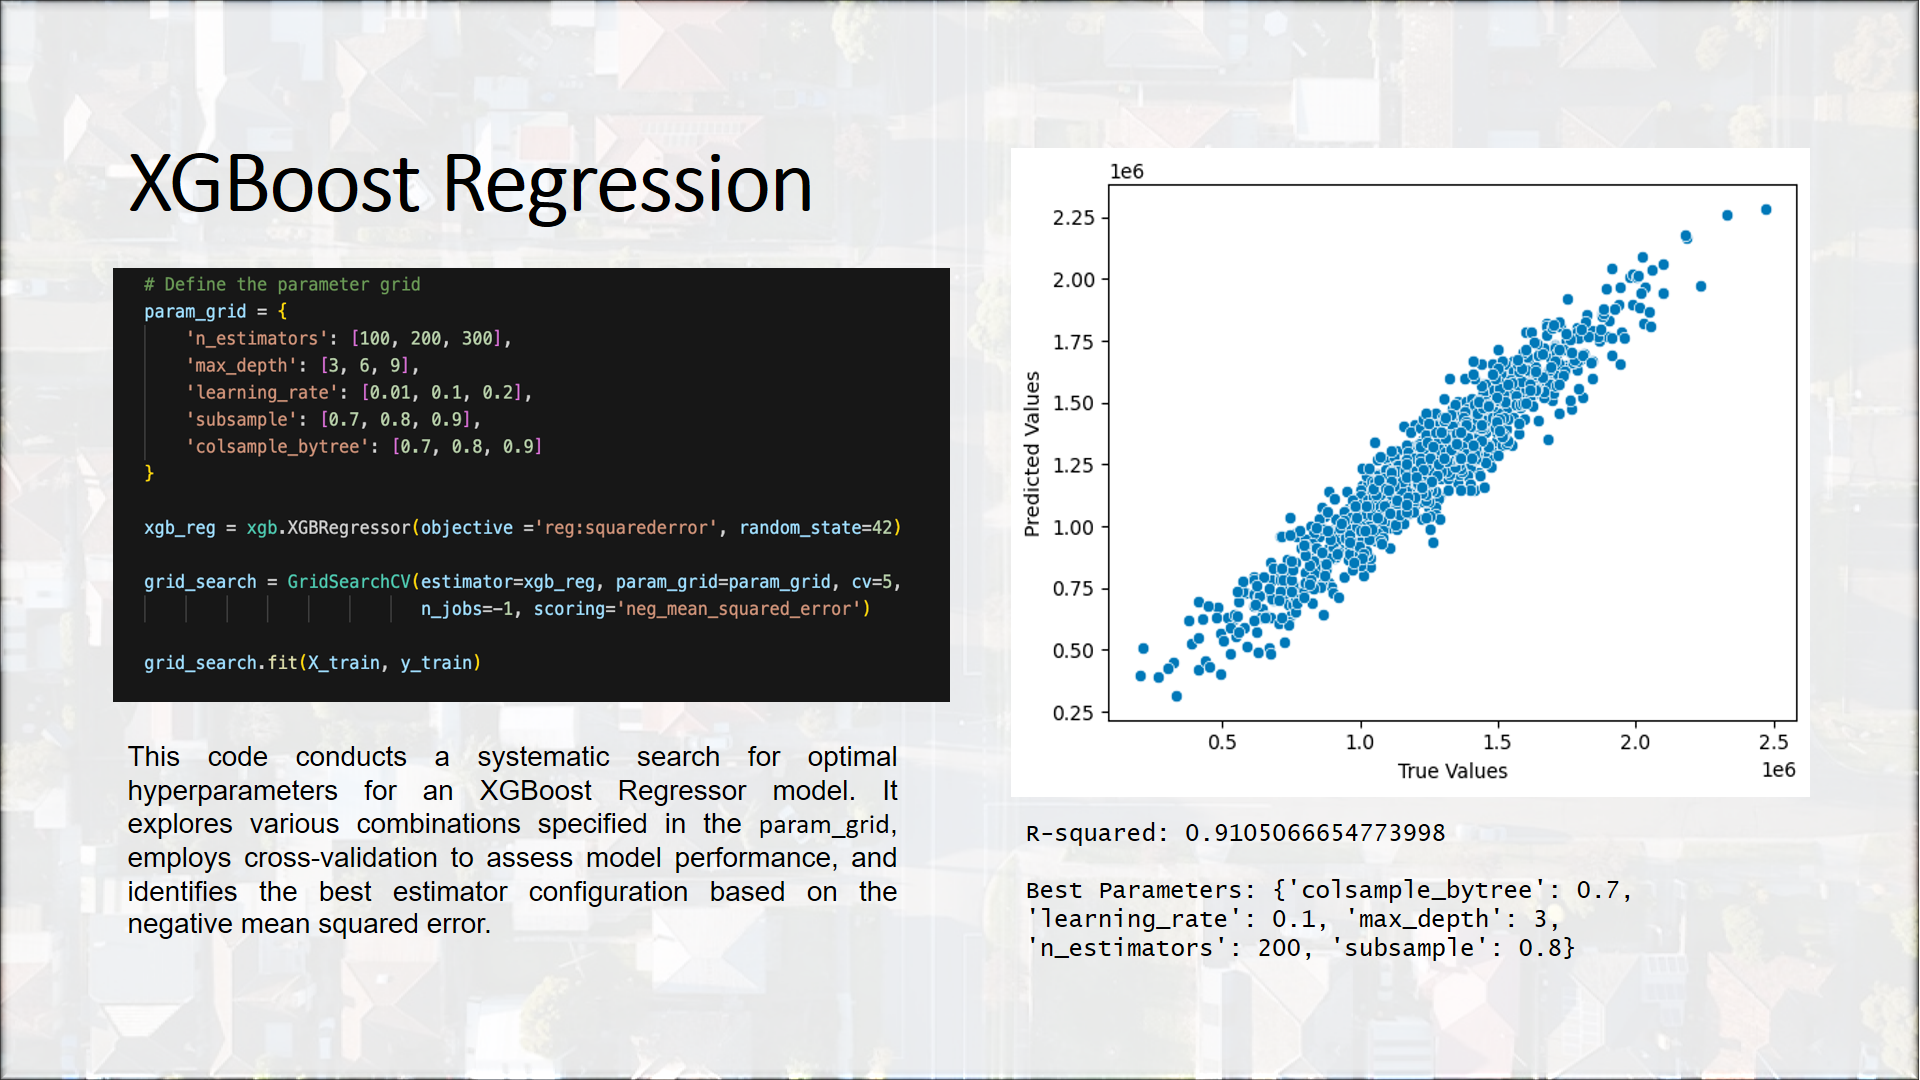 XGBoost Regression
# Define the parameter grid
param_grid = {
'n_estimators': [100, 200, 300],
'max_depth': [3, 6, 9],
'learning_rate': [0.01, 0.1, 0.2],
'subsample': [0.7, 0.8, 0.9],
'colsample_bytree': [0.7, 0.8, 0.9]
}
xgb_reg = xgb.XGBRegressor(objective ='reg:squarederror', random_state=42)
grid_search = GridSearchCV(estimator=xgb_reg, param_grid=param_grid, cv=5,
n_jobs=-1, scoring='neg_mean_squared_error')
grid_search.fit(X_train, y_train)
This code conducts a systematic search for optimal
hyperparameters for an XGBoost Regressor model. It
explores various combinations specified in the param_grid,
employs cross-validation to assess model performance, and
identifies the best estimator configuration based on the
negative mean squared error.
1e6
2.25
2.00
1.75
1.50
1.25
1.00
0.75
0.50
0.25
Predicted Values
0.5 1.0 1.5 2.0 2.5
True Values
1e6
R-squared: 0.9105066654773998
Best Parameters: {'colsample_bytree': 0.7,
'learning_rate': 0.1, 'max_depth': 3,
'n_estimators': 200, 'subsample': 0.8}